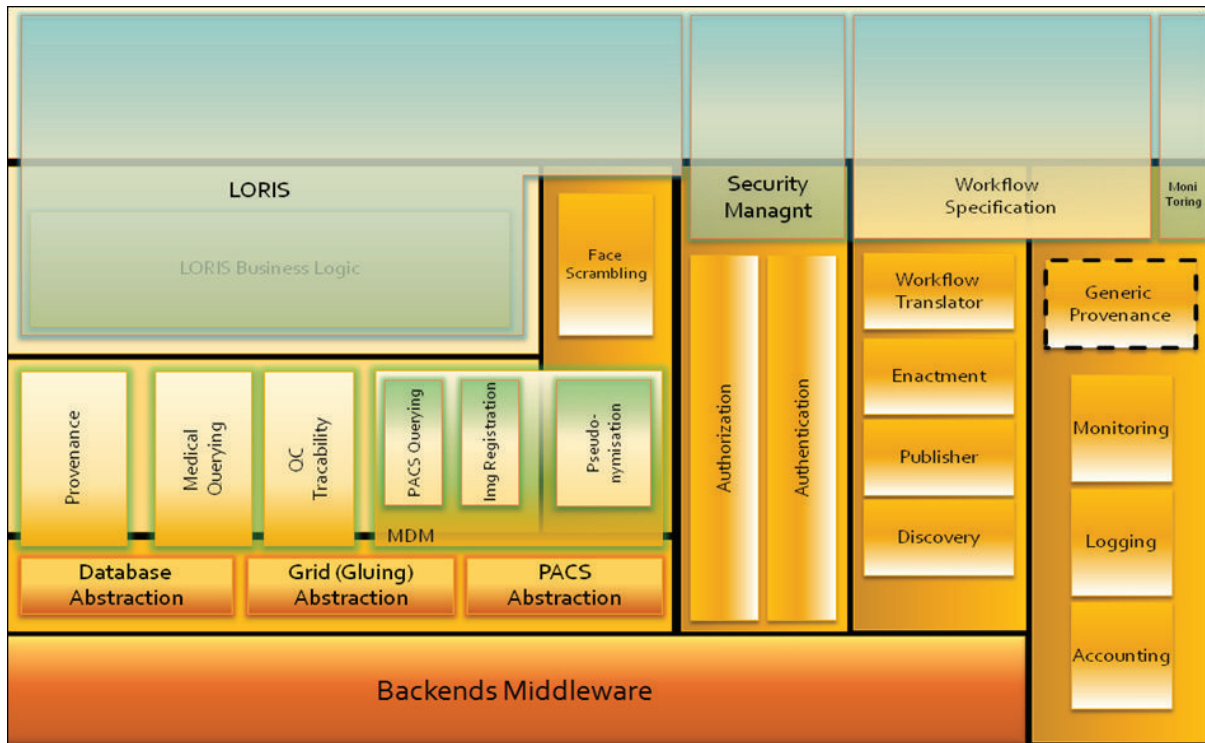 LORIS
LORIS Business Logic
Face
Scrambling
Security
Managnt
Workflow
Specification
Moni
Toring
Workflow
Translator
Enactment
Publisher
Discovery
Generic
Provenance
Monitoring
Logging
Accounting
Authorization
Authentication
Provenance
Medical
Querying
QC
Tracability
PACS Querying
Img Registration
Pseudo-
nymisation
MDM
Database
Abstraction
Grid (Gluing)
Abstraction
PACS
Abstraction
Backends Middleware